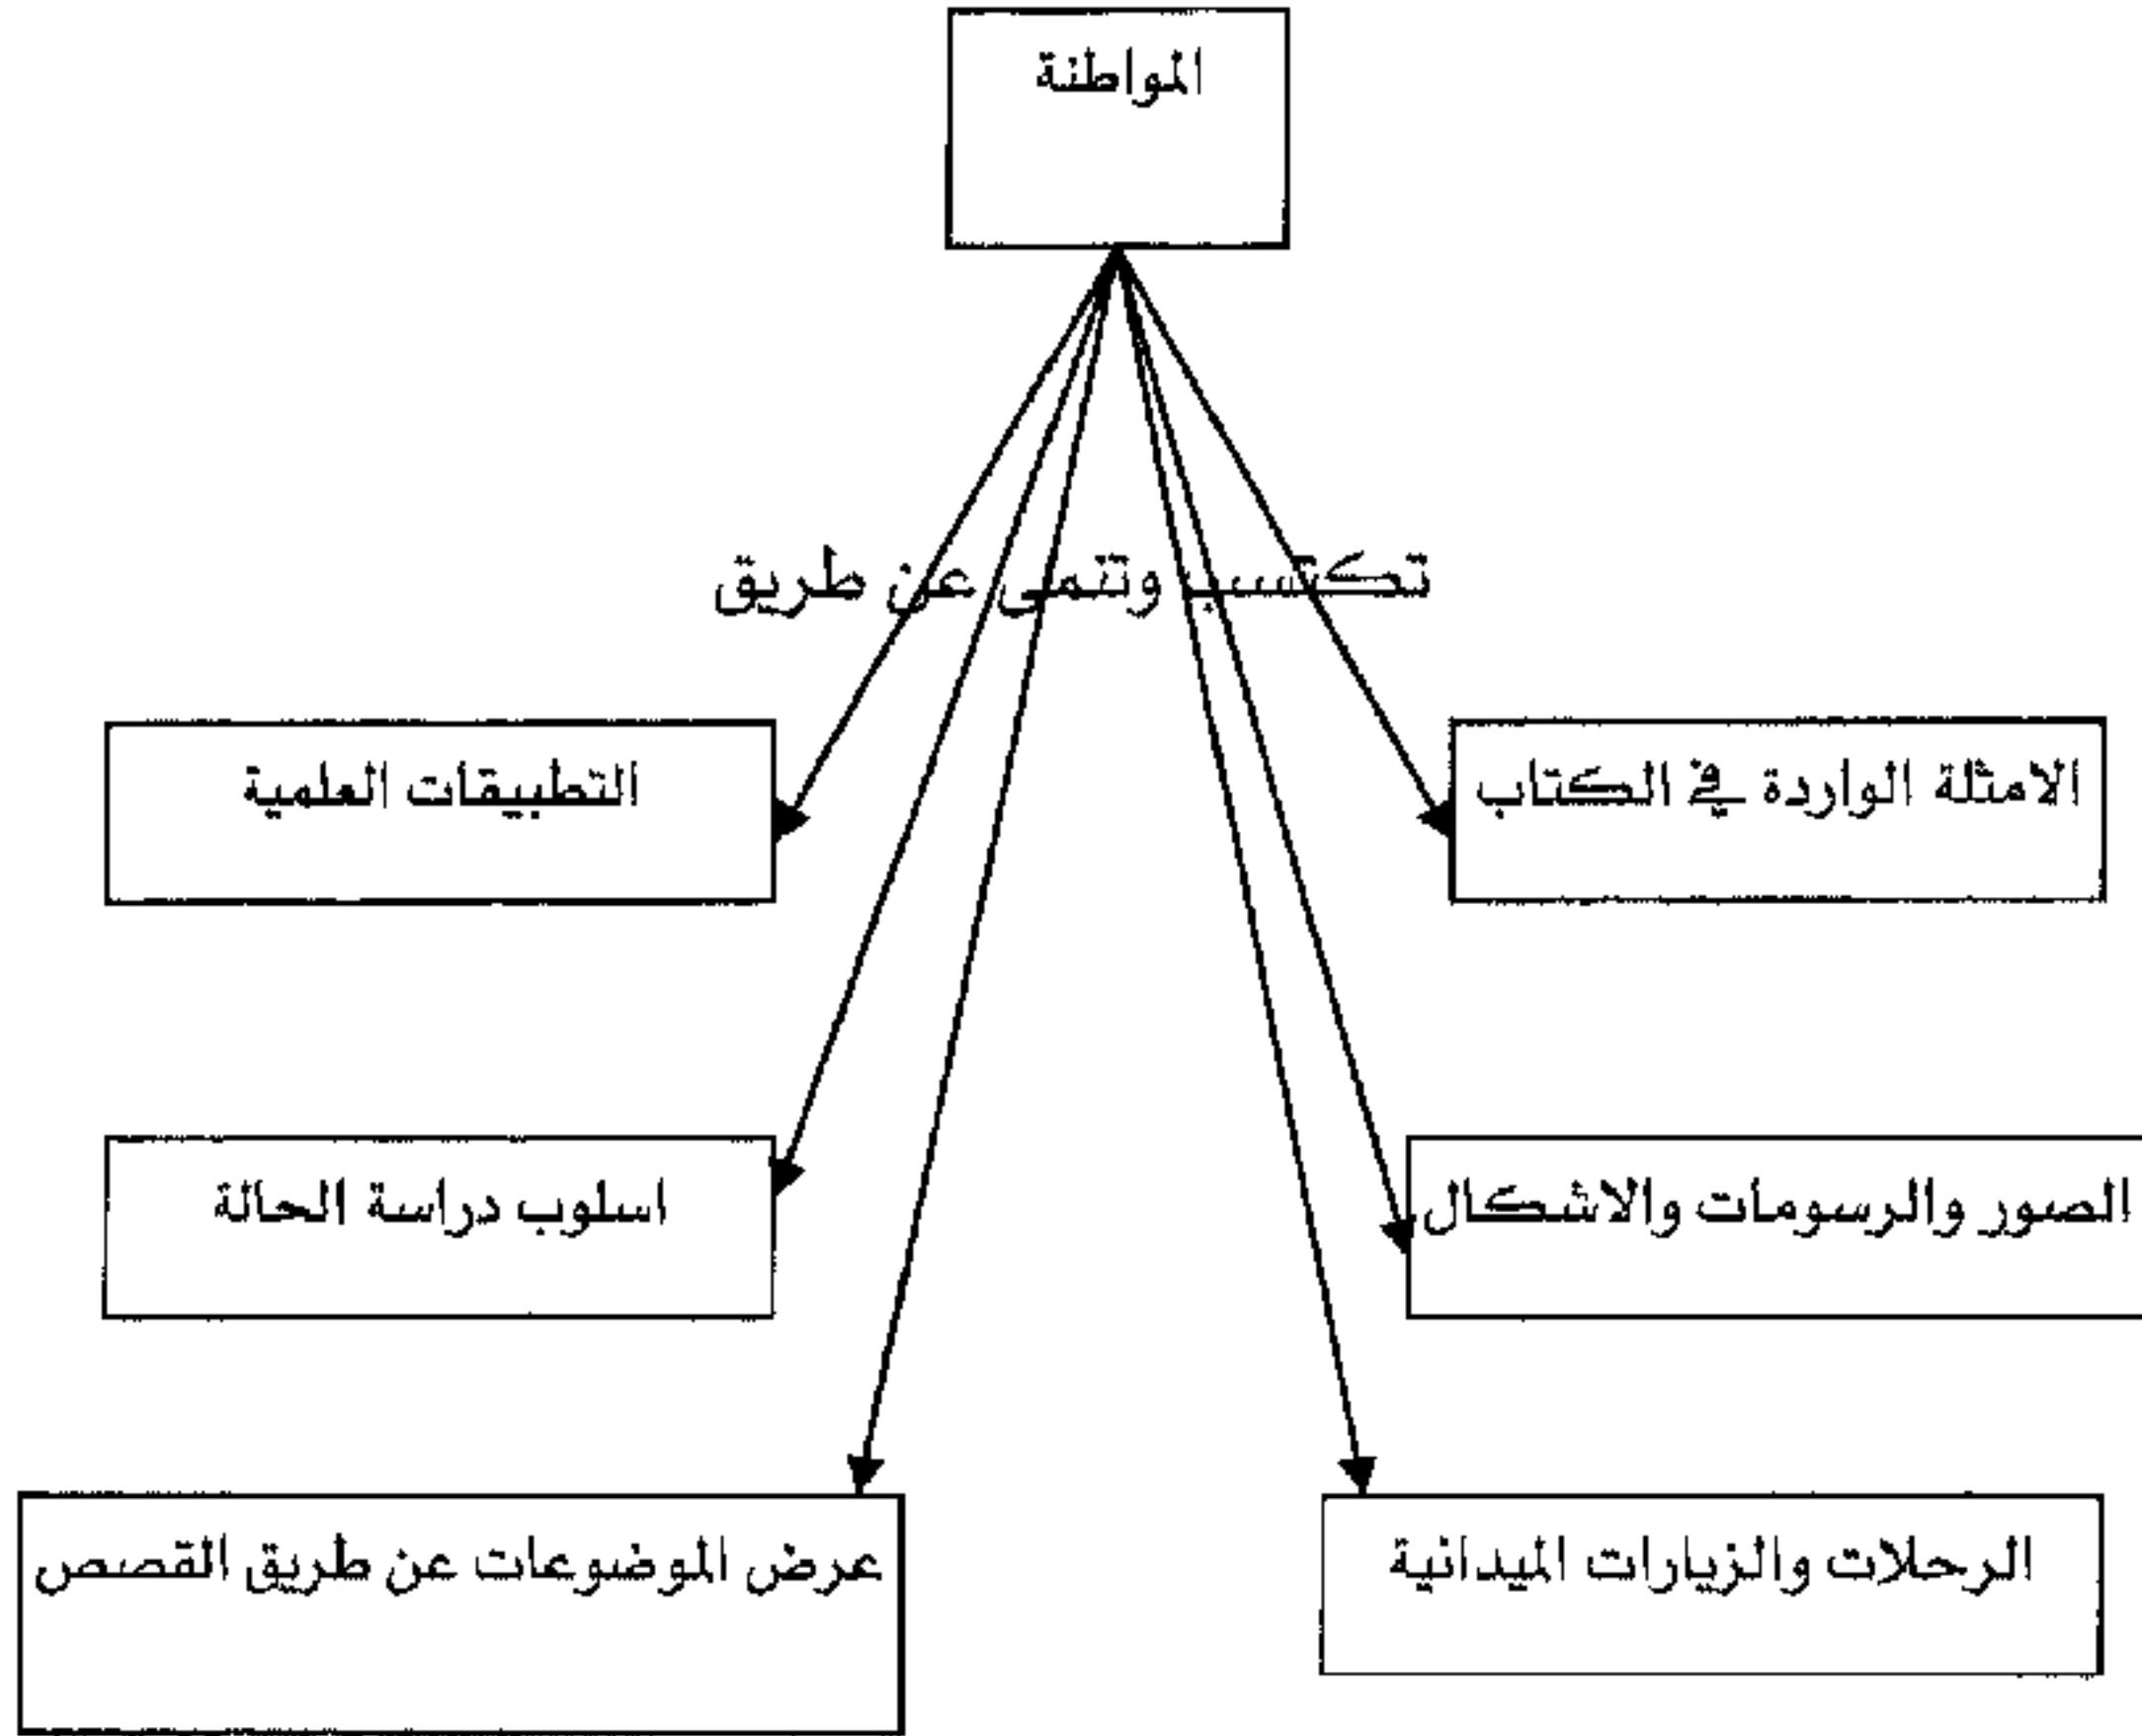 المواطنة
تكتسب وتنمى عن طريق
الامثلة الواردة في الكتاب
التطبيقات العلمية
الصور والرسومات والاشكال
اسلوب دراسة الحالة
الرحلات والزيارات الميدانية
عرض الموضوعات عن طريق القصص